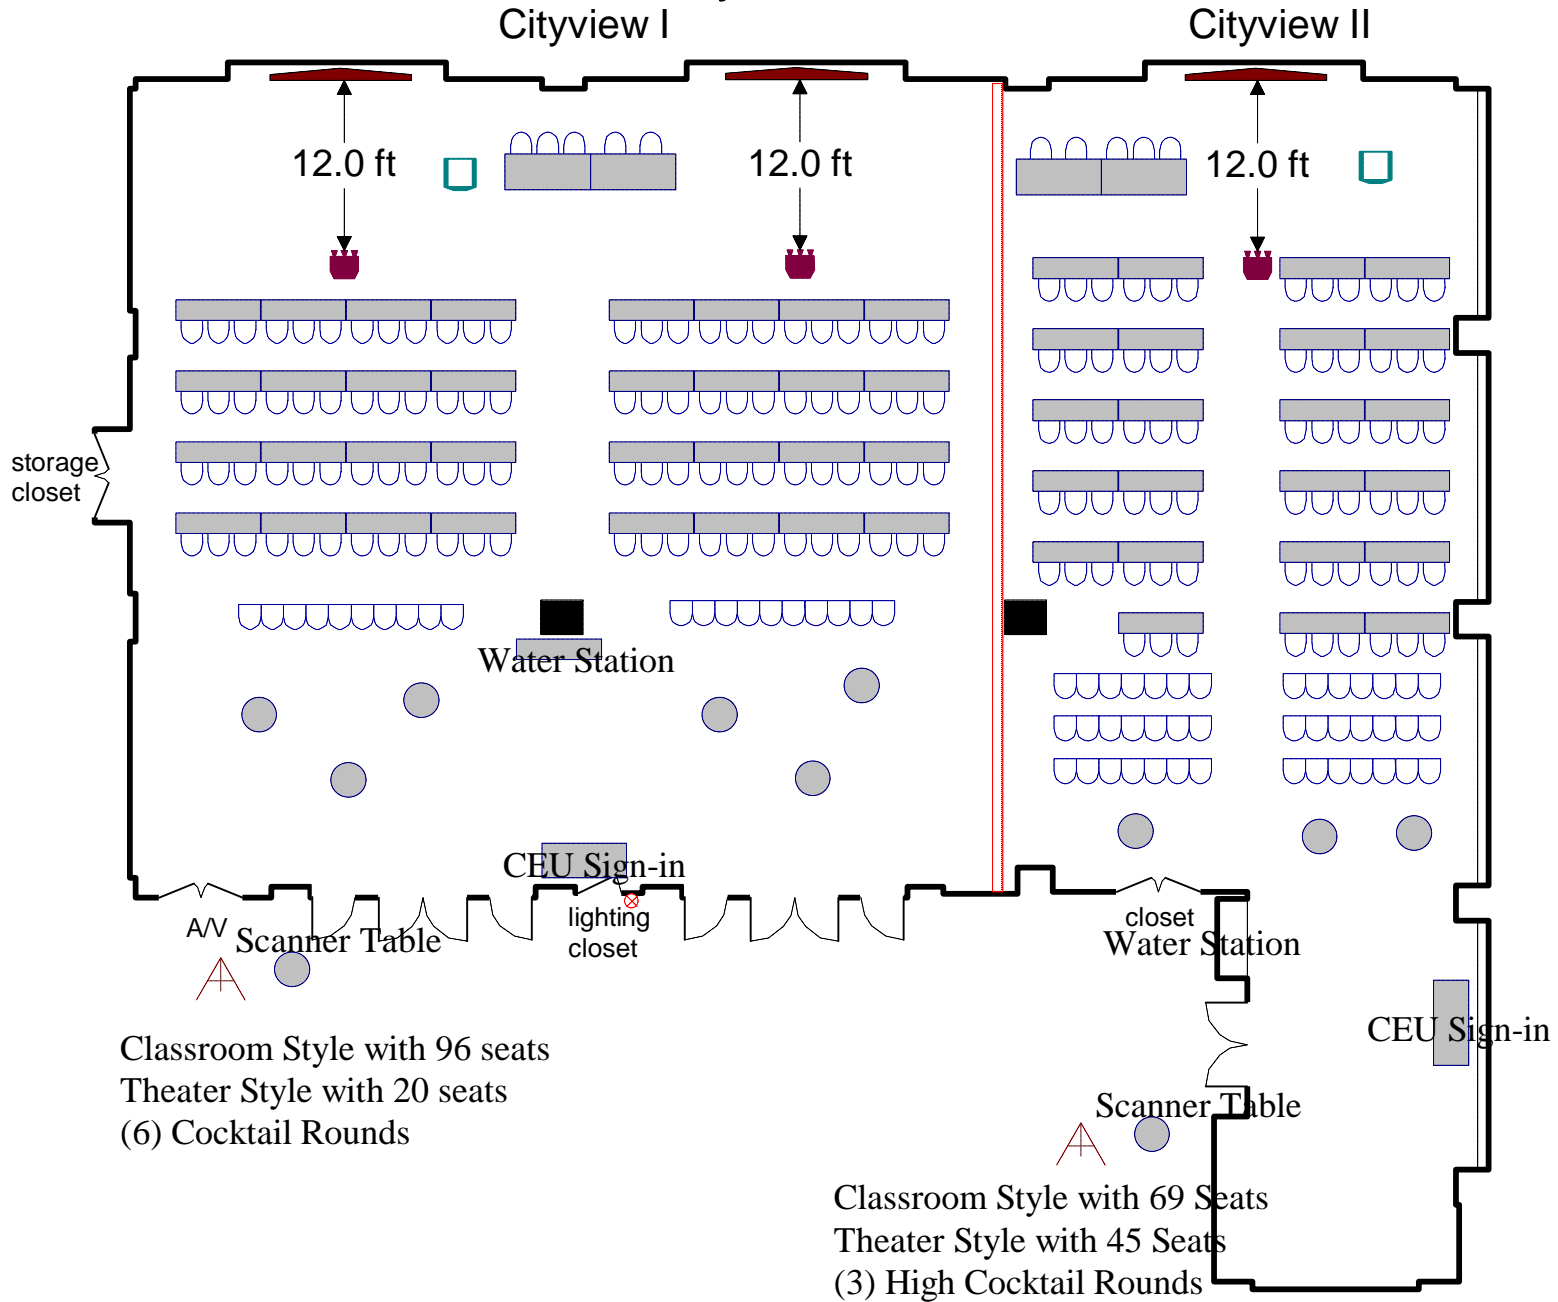 Cityview I
Cityview II
12.0 ft
12.0 ft
12.0 ft
storage
closet
Water Station
CEU Sign-in
A/V
lighting
closet
Scanner Table
closet
Water Station
CEU Sign-in
Scanner Table
Classroom Style with 96 seats
Theater Style with 20 seats
(6) Cocktail Rounds
Classroom Style with 69 Seats
Theater Style with 45 Seats
(3) High Cocktail Rounds